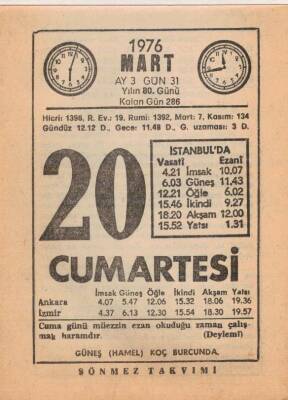 1976
MART
AY 3 GÜN 31
Yılın 80. Günü
Kalan Gün 286
Hicri: 1396, R. Ev.: 19, Rumi: 1392, Mart: 7, Kasım: 134
Gündüz 12.12 D., Gece: 11.48 D., G. uzaması: 3 D.
20
İSTANBUL'DA
Vasati Ezani
4.21 İmsak 10.07
6.03 Güneş 11.43
12.21 Öğle 6.02
15.46 İkindi 9.27
18.20 Akşam 12.00
15.52 Yatsı 1.31
CUMARTESİ
İmsak Güneş Öğle İkindi Akşam Yatsı
Ankara 4.07 5.47 12.06 15.32 18.06 19.36
İzmir 4.37 6.13 12.30 15.54 18.30 19.57
Cuma günü müezzin ezan okuduğu zaman çalış-
mak haramdır. (Deylemî)
GÜNEŞ (HAMEL) KOÇ BURCUNDA.
SÖNMEZ TAKVİMİ